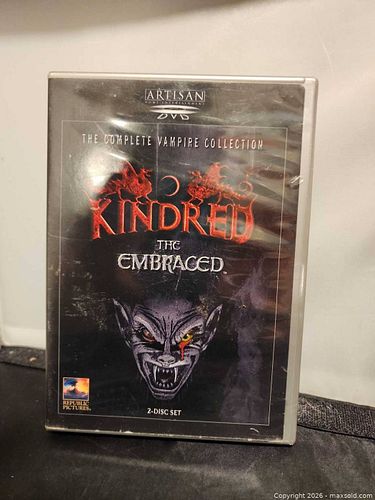 ARTISAN
HOME ENTERTAINMENT
DVD
THE COMPLETE VAMPIRE COLLECTION
KINDRED
THE
EMBRACED™
REPUBLIC
PICTURES®
2-DISC SET
Copyright 2026 - maxsold.com